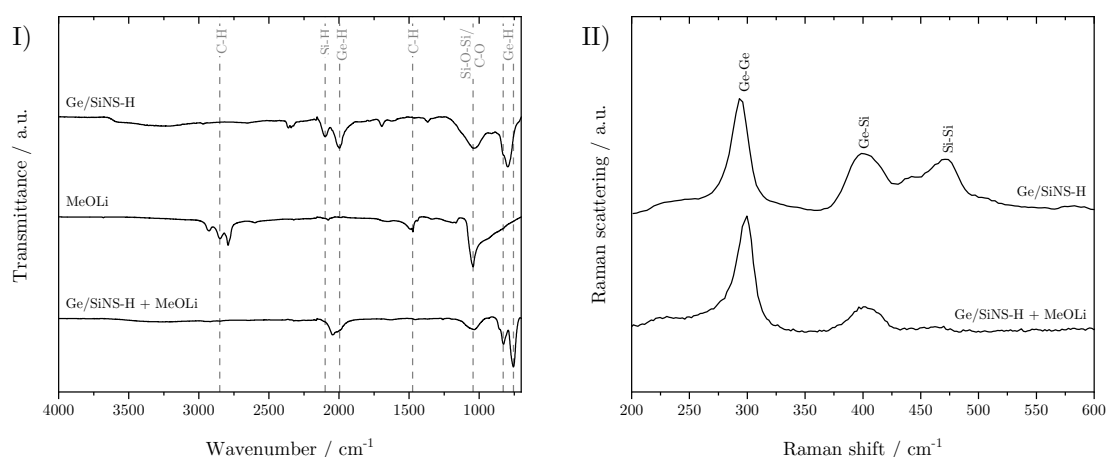 I)
C-H
Si-H
Ge-H
C-H
Si-O-Si/
C-O
Ge-H
Ge/SiNS-H
MeOLi
Ge/SiNS-H + MeOLi
Transmittance / a.u.
4000 3500 3000 2500 2000 1500 1000
Wavenumber / cm⁻¹
II)
Ge-Ge
Ge-Si
Si-Si
Ge/SiNS-H
Ge/SiNS-H + MeOLi
Raman scattering / a.u.
200 250 300 350 400 450 500 550 600
Raman shift / cm⁻¹